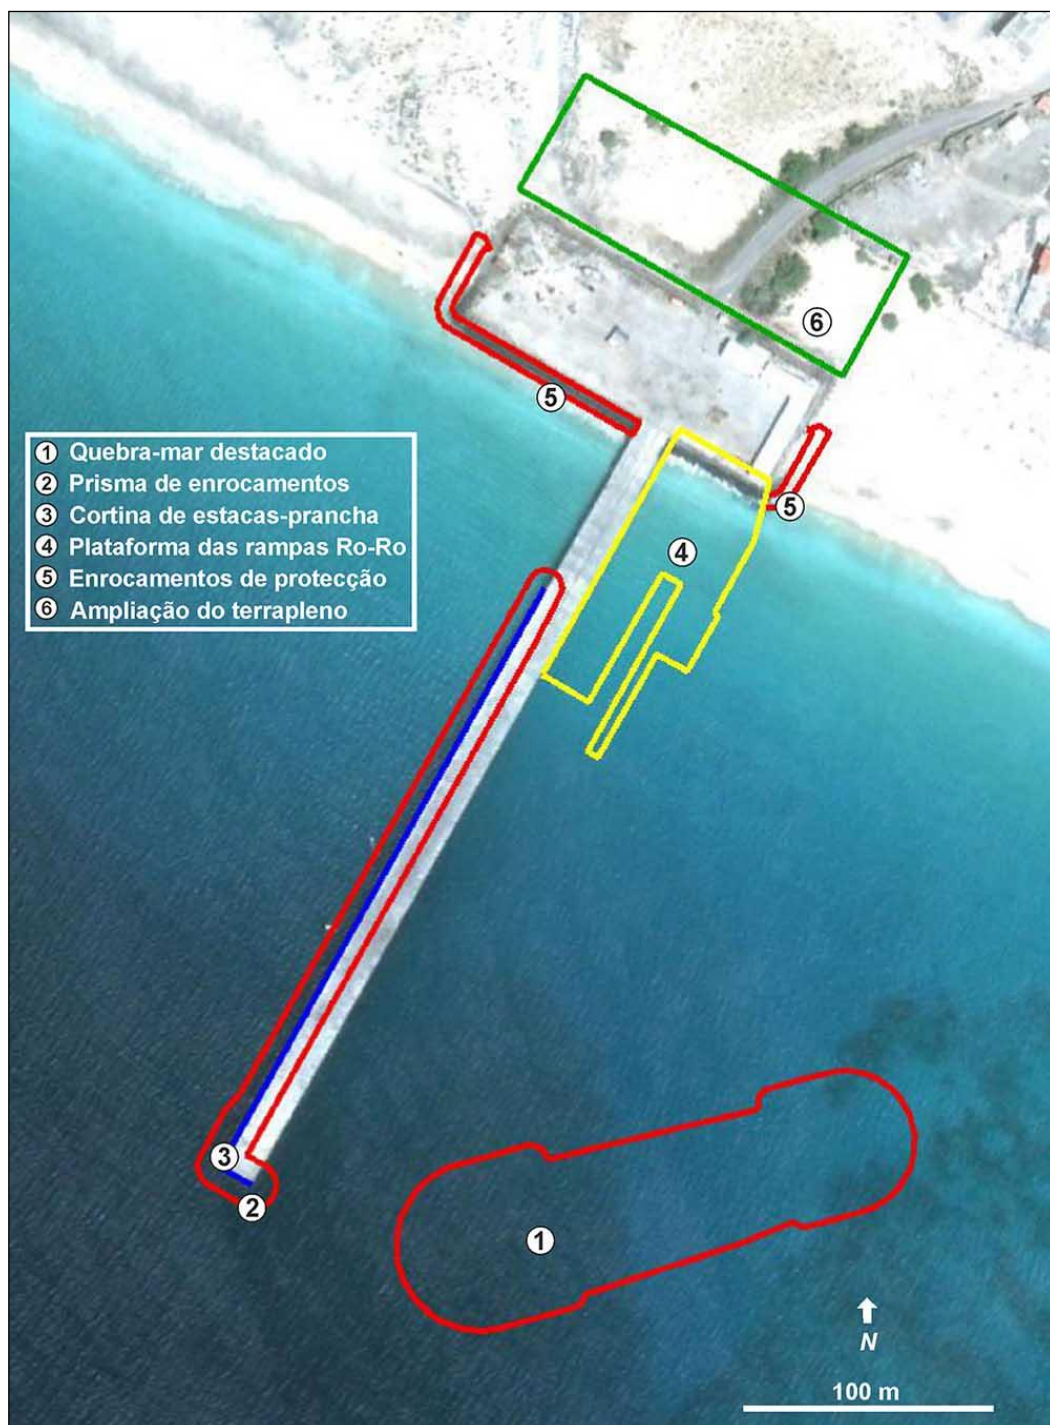 6
5
1 Quebra-mar destacado
2 Prisma de enrocamentos
3 Cortina de estacas-prancha
4 Plataforma das rampas Ro-Ro
5 Enrocamentos de protecção
6 Ampliação do terrapleno
5
4
3
2
1
N
100 m